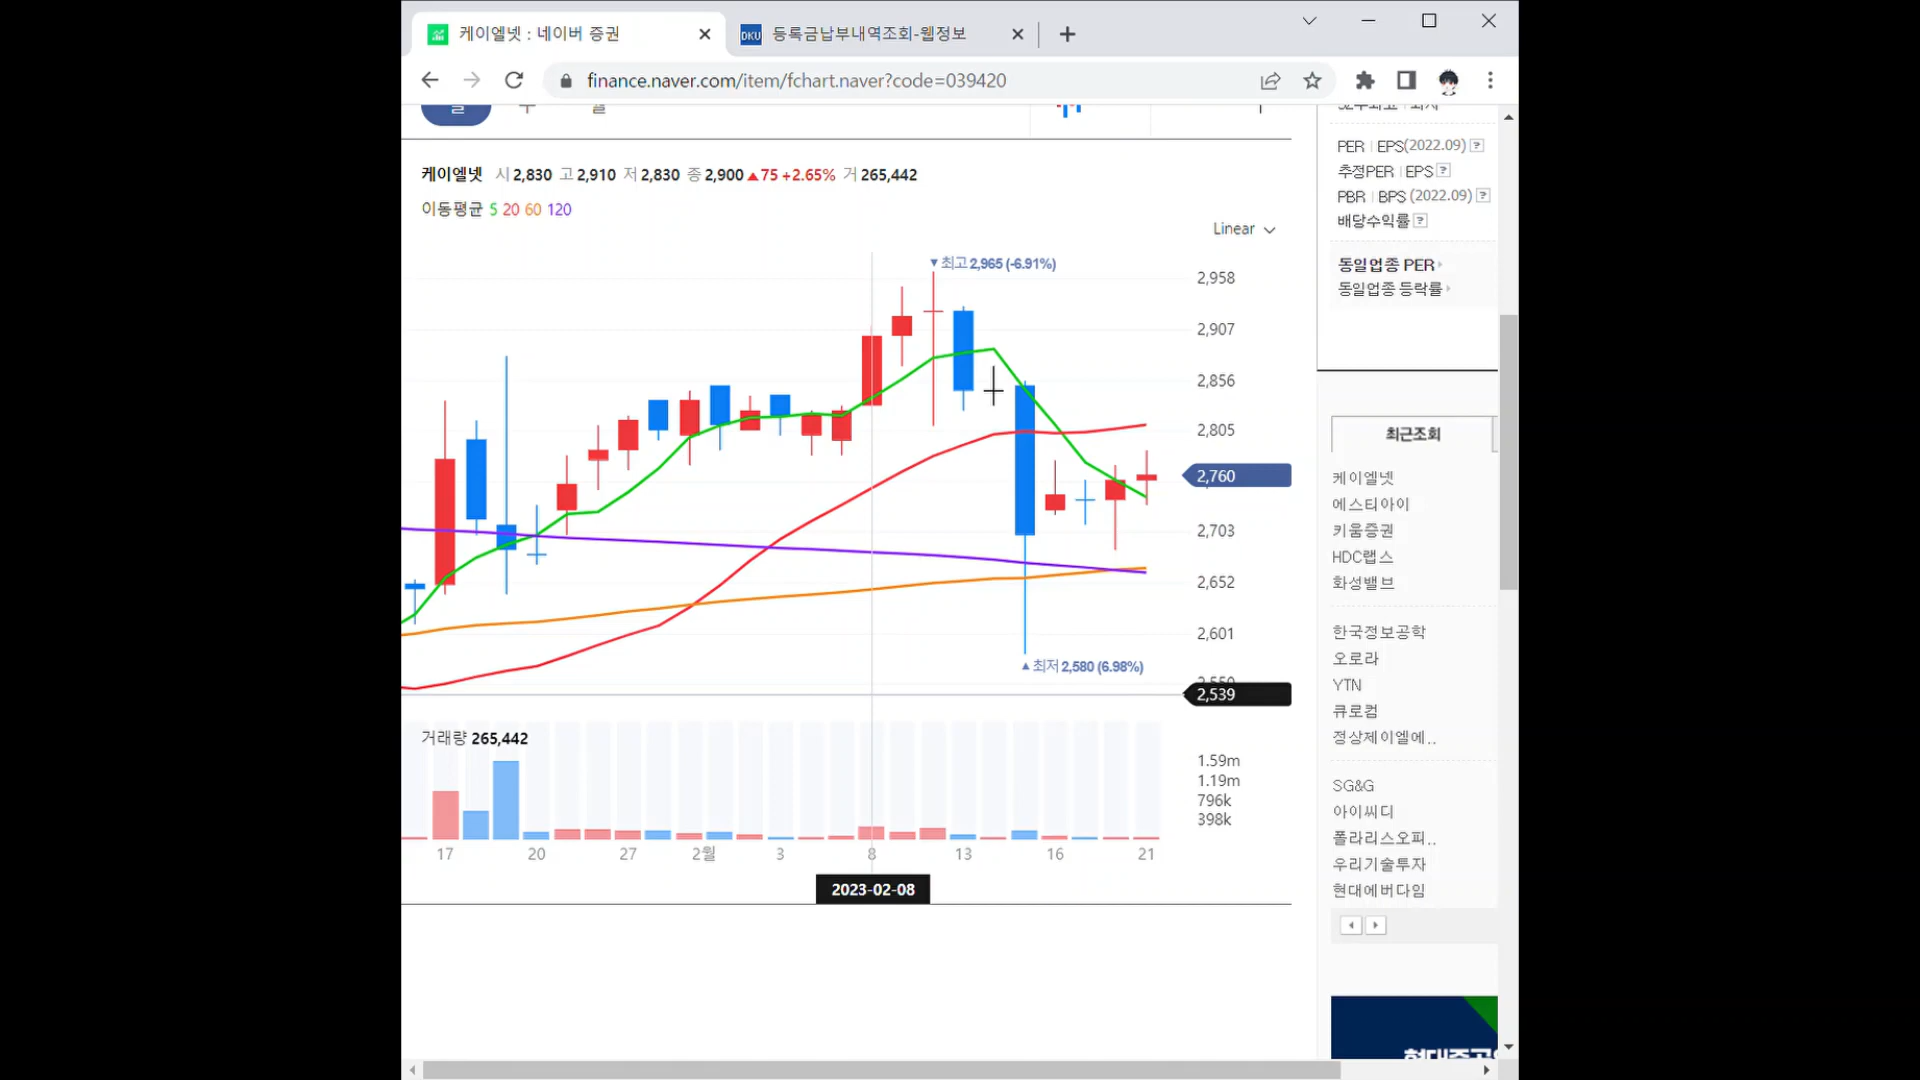 케이엘넷 : 네이버 증권
DKU 등록금납부내역조회-웹정보
finance.naver.com/item/fchart.naver?code=039420
케이엘넷 시 2,830 고 2,910 저 2,830 종 2,900 ▲75 +2.65% 거 265,442
이동평균 5 20 60 120
Linear
▼최고 2,965 (-6.91%)
2,958
2,907
2,856
2,805
2,760
2,703
2,652
2,601
▲최저 2,580 (6.98%)
2,539
거래량 265,442
1.59m
1.19m
796k
398k
17 20 27 2월 3 8 13 16 21
2023-02-08
PER | EPS(2022.09) ?
추정PER | EPS ?
PBR | BPS (2022.09) ?
배당수익률 ?
동일업종 PER
동일업종 등락률
최근조회
케이엘넷
에스티아이
키움증권
HDC랩스
화성밸브
한국정보공학
오로라
YTN
큐로컴
정상제이엘에..
SG&G
아이씨디
폴라리스오피..
우리기술투자
현대에버다임